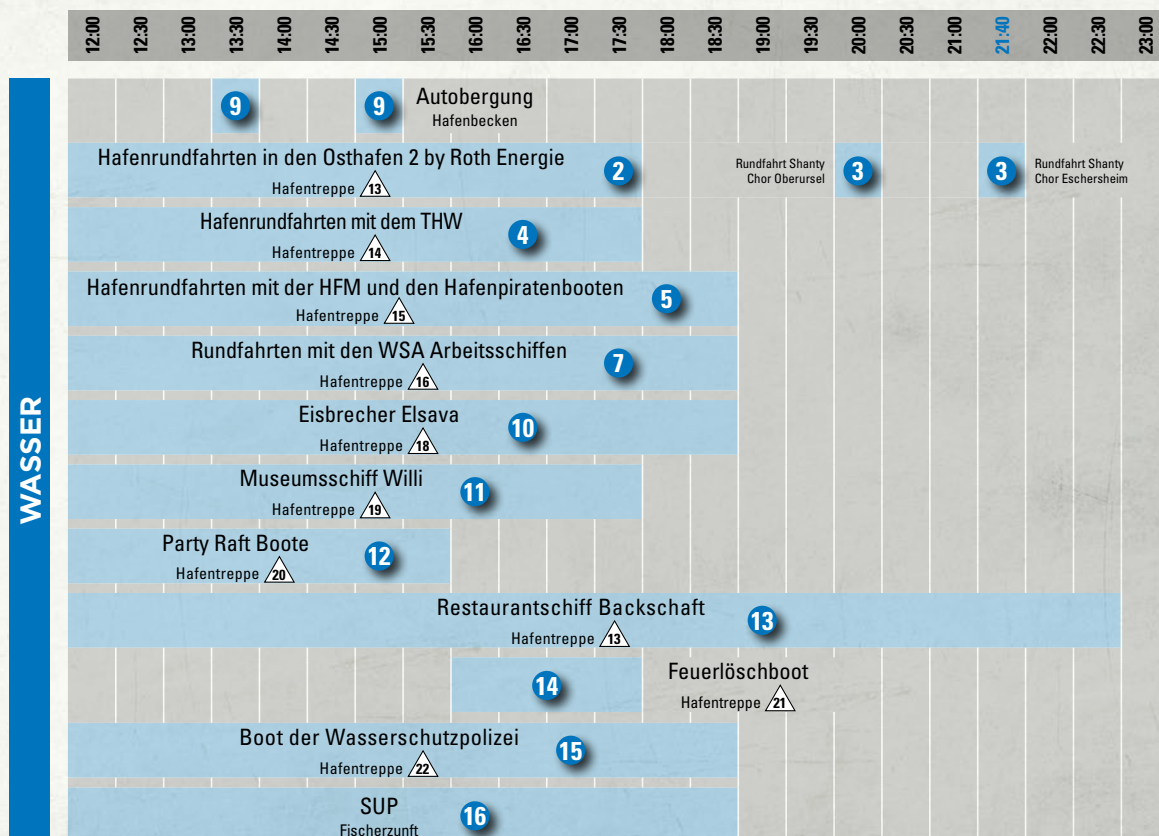 12:00 12:30 13:00 13:30 14:00 14:30 15:00 15:30 16:00 16:30 17:00 17:30 18:00 18:30 19:00 19:30 20:00 20:30 21:00 21:40 22:00 22:30 23:00
WASSER
9 9 Autobergung
Hafenbecken
Hafenrundfahrten in den Osthafen 2 by Roth Energie
Hafentreppe 13
2
Rundfahrt Shanty
Chor Oberursel
3
3
Rundfahrt Shanty
Chor Eschersheim
Hafenrundfahrten mit dem THW
Hafentreppe 14
4
Hafenrundfahrten mit der HFM und den Hafenpiratenbooten
Hafentreppe 15
5
Rundfahrten mit den WSA Arbeitsschiffen
Hafentreppe 16
7
Eisbrecher Elsava
Hafentreppe 18
10
Museumsschiff Willi
Hafentreppe 19
11
Party Raft Boote
Hafentreppe 20
12
Restaurantschiff Backschaft
Hafentreppe 13
13
14
Feuerlöschboot
Hafentreppe 21
Boot der Wasserschutzpolizei
Hafentreppe 22
15
SUP
Fischerzunft
16